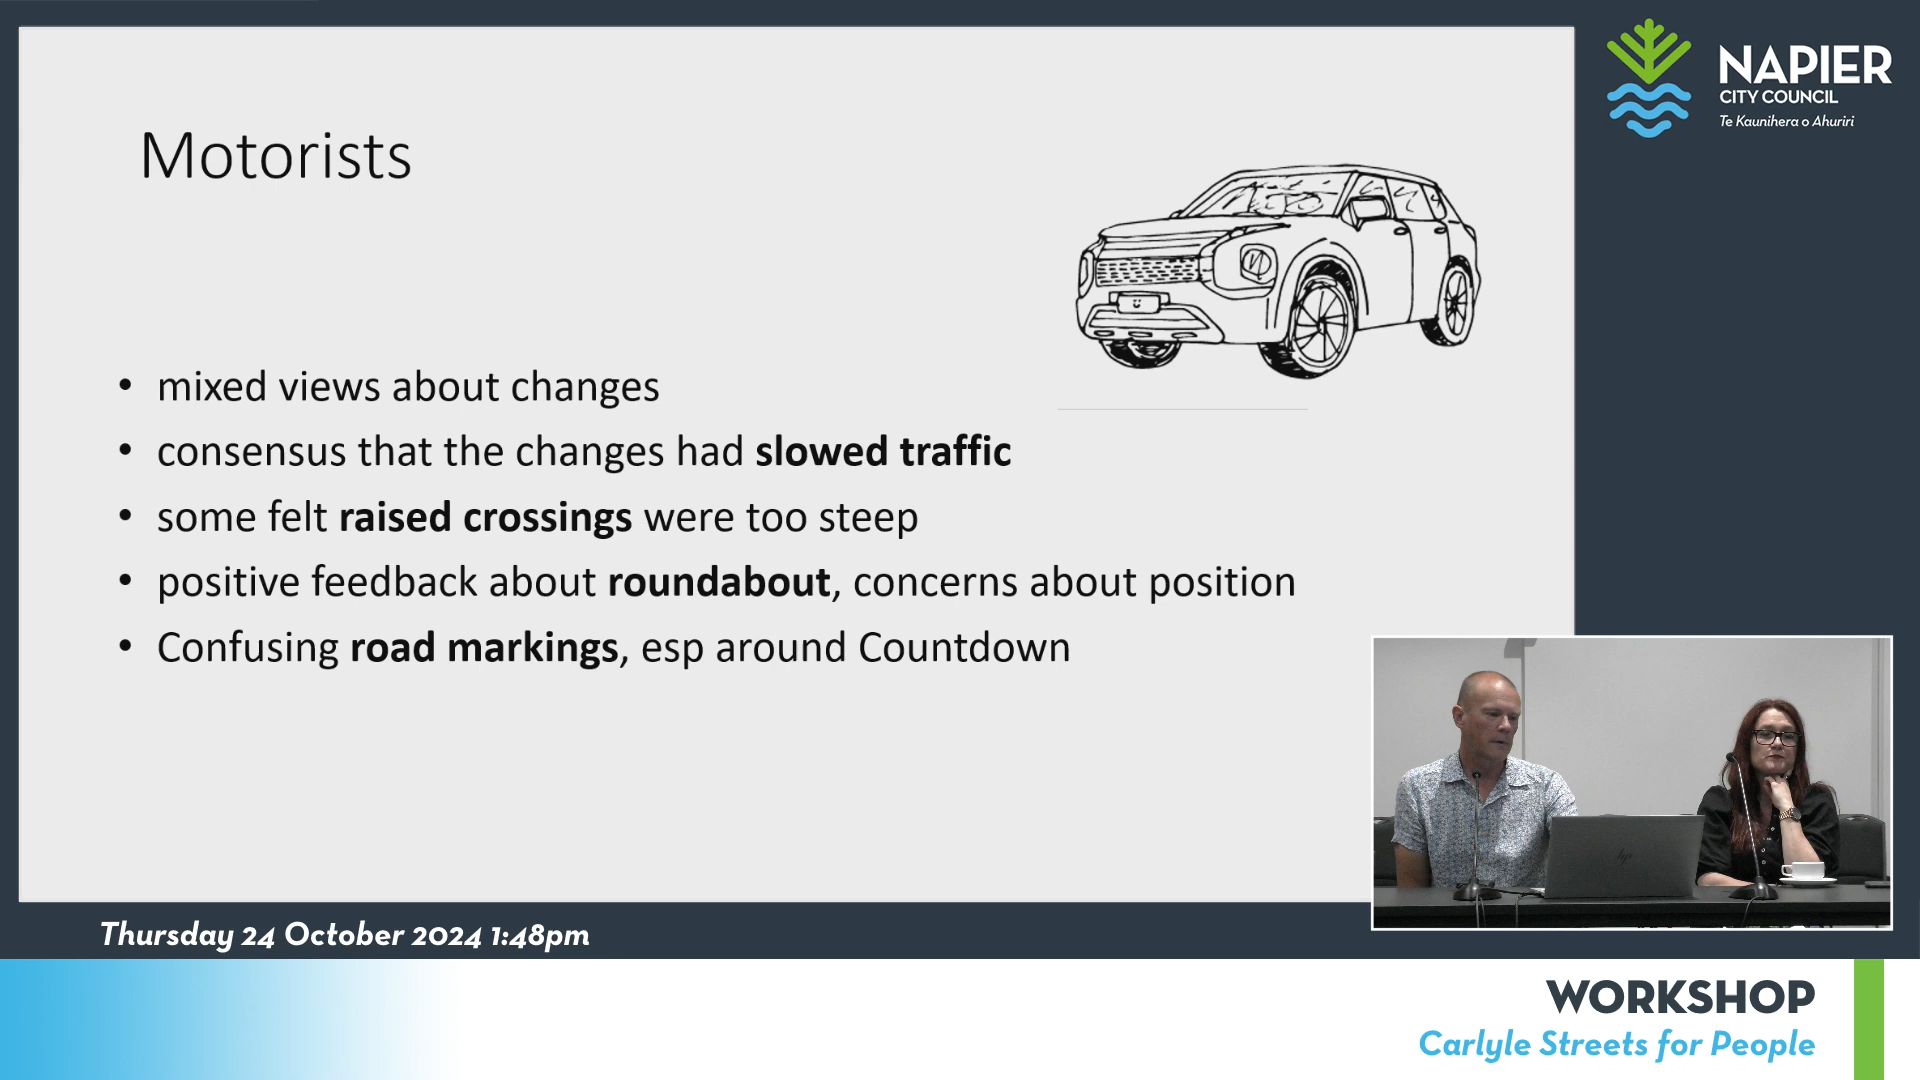 NAPIER
CITY COUNCIL
Te Kaunihera o Ahuriri
Motorists
• mixed views about changes
• consensus that the changes had slowed traffic
• some felt raised crossings were too steep
• positive feedback about roundabout, concerns about position
• Confusing road markings, esp around Countdown
hp
Thursday 24 October 2024 1:48pm
WORKSHOP
Carlyle Streets for People